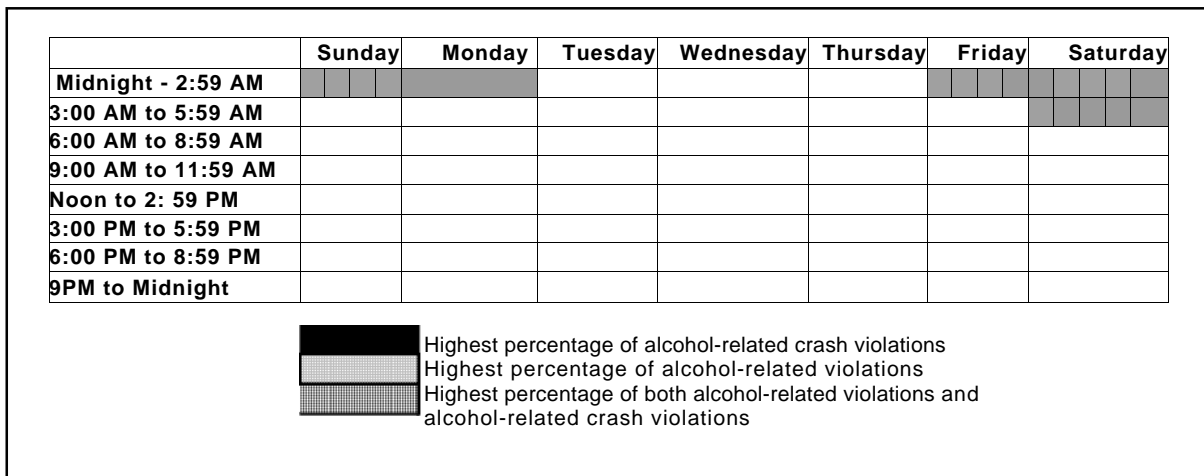 Sunday Monday Tuesday Wednesday Thursday Friday Saturday
Midnight - 2:59 AM
3:00 AM to 5:59 AM
6:00 AM to 8:59 AM
9:00 AM to 11:59 AM
Noon to 2: 59 PM
3:00 PM to 5:59 PM
6:00 PM to 8:59 PM
9PM to Midnight
Highest percentage of alcohol-related crash violations
Highest percentage of alcohol-related violations
Highest percentage of both alcohol-related violations and
alcohol-related crash violations